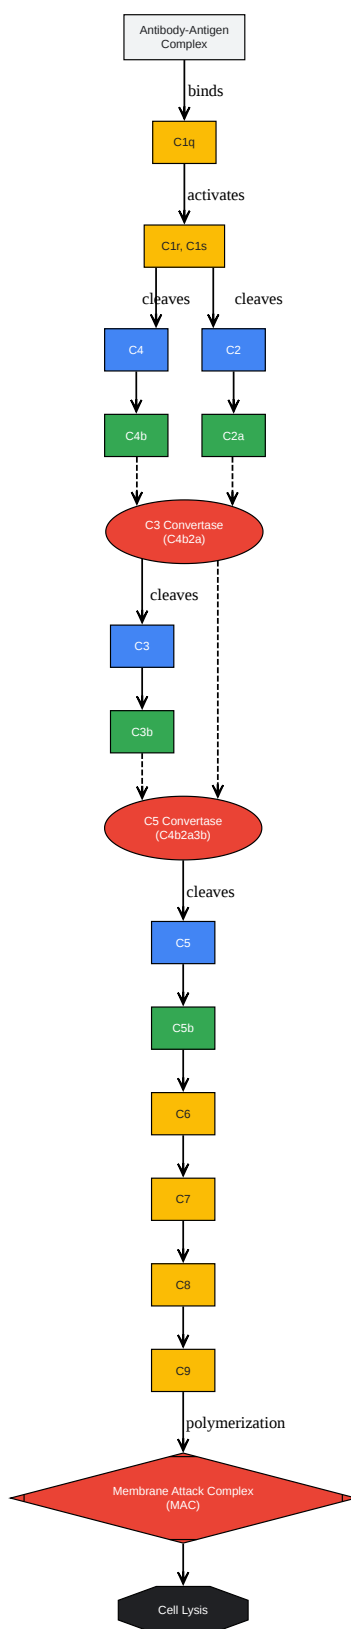 Antibody-Antigen
Complex
binds
C1q
activates
C1r, C1s
cleaves
cleaves
C4
C2
C4b
C2a
C3 Convertase
(C4b2a)
cleaves
C3
C3b
C5 Convertase
(C4b2a3b)
cleaves
C5
C5b
C6
C7
C8
C9
polymerization
Membrane Attack Complex
(MAC)
Cell Lysis